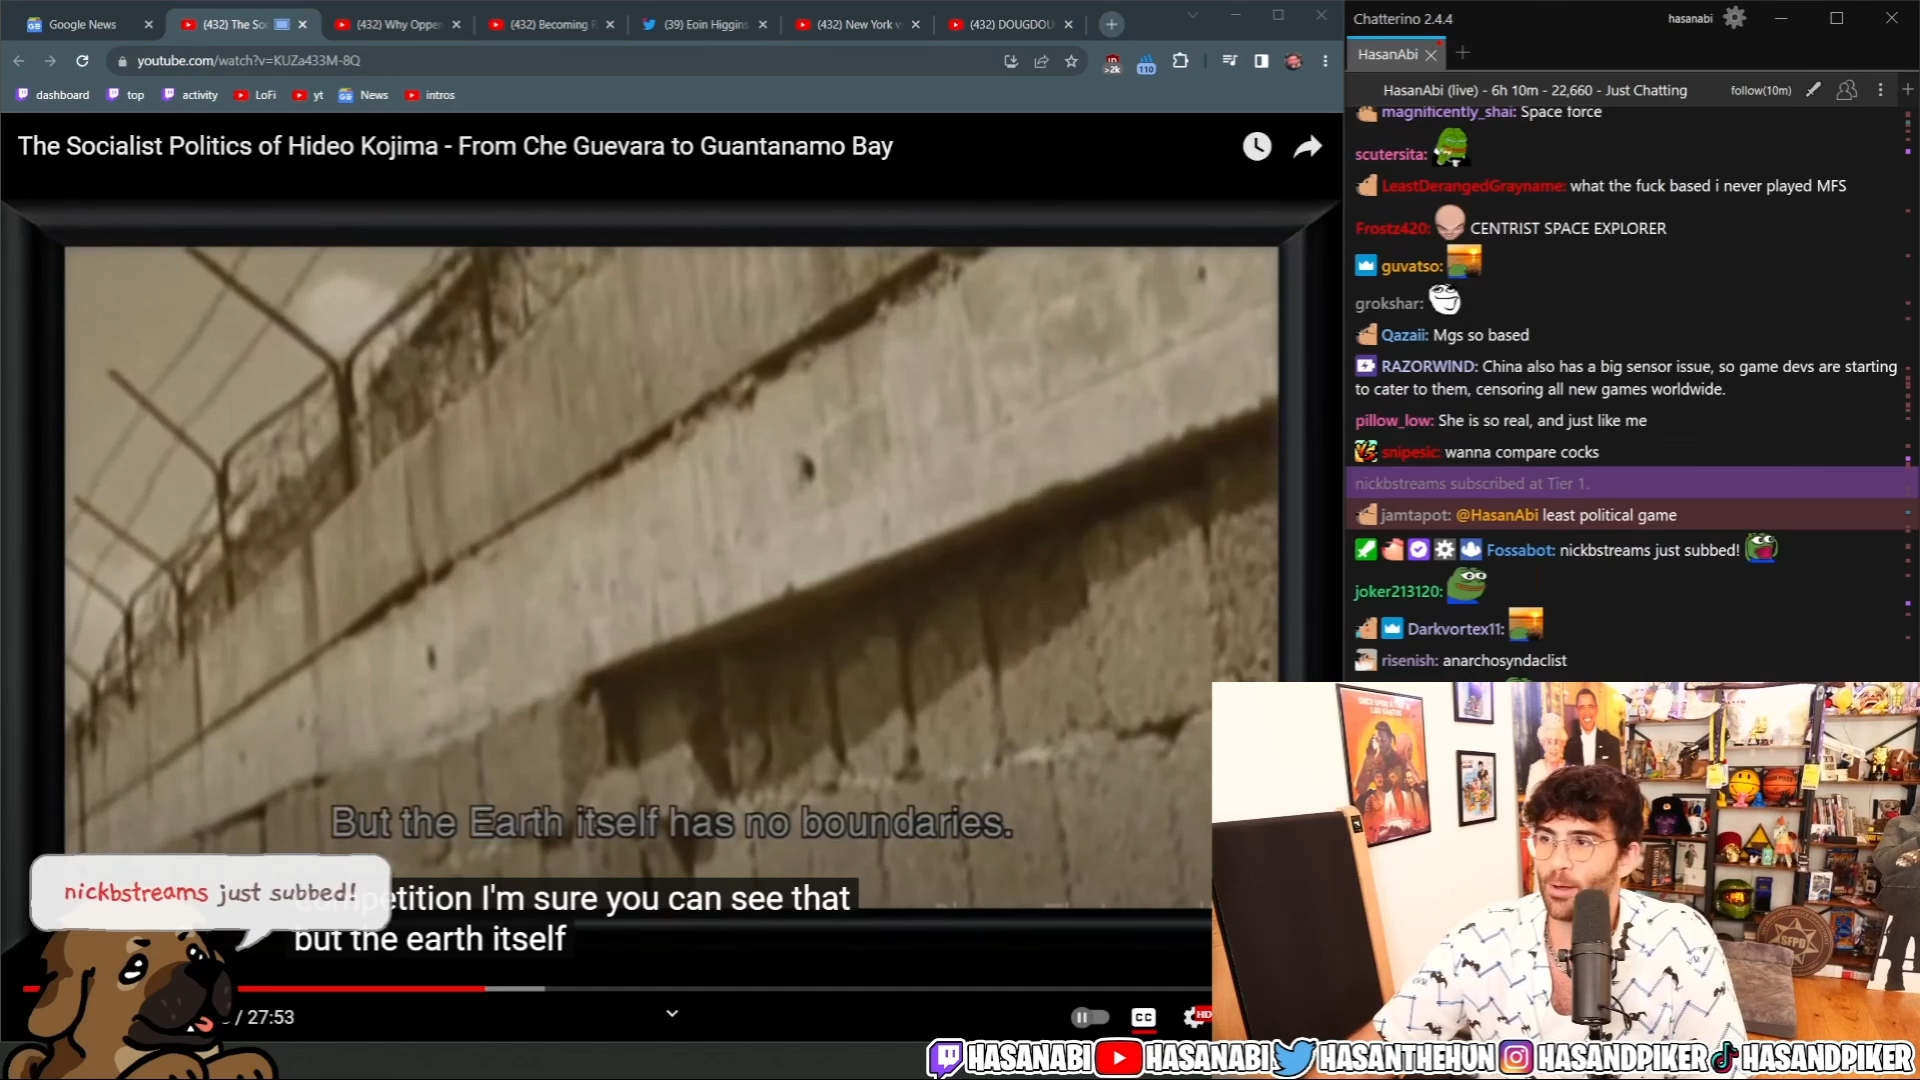 Google News
(432) The So
(432) Why Oppen
(432) Becoming
(39) Eoin Higgins
(432) New York v
(432) DOUGDOU
youtube.com/watch?v=KUZa433M-8Q
>2k
110
dashboard
top
activity
LoFi
yt
News
intros
The Socialist Politics of Hideo Kojima - From Che Guevara to Guantanamo Bay
But the Earth itself has no boundaries.
nickbstreams just subbed!
petition I'm sure you can see that
but the earth itself
/ 27:53
CC
HD
Chatterino 2.4.4
hasanabi
HasanAbi
HasanAbi (live) - 6h 10m - 22,660 - Just Chatting
follow(10m)
magnificently_shai: Space force
scutersita:
LeastDerangedGrayname: what the fuck based i never played MFS
Frostz420: CENTRIST SPACE EXPLORER
guvatso:
grokshar:
Qazaii: Mgs so based
RAZORWIND: China also has a big sensor issue, so game devs are starting
to cater to them, censoring all new games worldwide.
pillow_low: She is so real, and just like me
snipesic: wanna compare cocks
nickbstreams subscribed at Tier 1.
jamtapot: @HasanAbi least political game
Fossabot: nickbstreams just subbed!
joker213120:
Darkvortex11:
risenish: anarchosyndaclist
SFPD
HASANABI
HASANABI
HASANTHEHUN
HASANDPIKER
HASANDPIKER